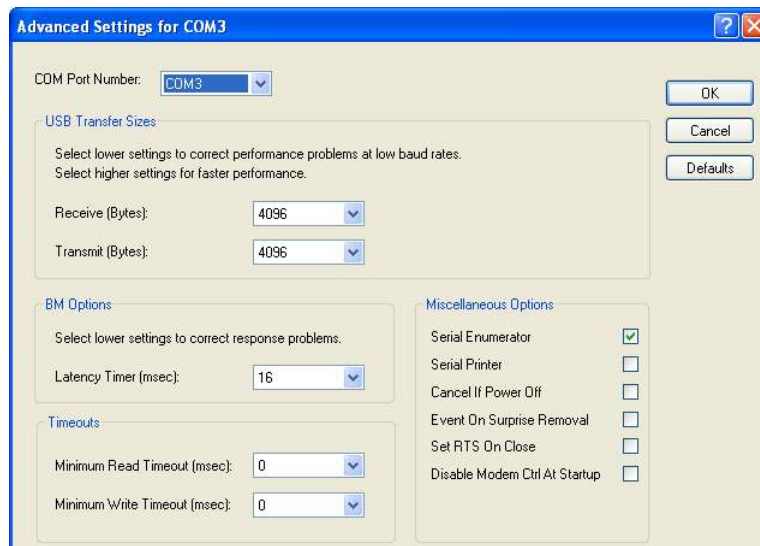 Advanced Settings for COM3
COM Port Number:
COM3
OK
Cancel
Defaults
USB Transfer Sizes
Select lower settings to correct performance problems at low baud rates.
Select higher settings for faster performance.
Receive (Bytes):
4096
Transmit (Bytes):
4096
BM Options
Select lower settings to correct response problems.
Latency Timer (msec):
16
Timeouts
Minimum Read Timeout (msec):
0
Minimum Write Timeout (msec):
0
Miscellaneous Options
Serial Enumerator
Serial Printer
Cancel If Power Off
Event On Surprise Removal
Set RTS On Close
Disable Modem Ctrl At Startup